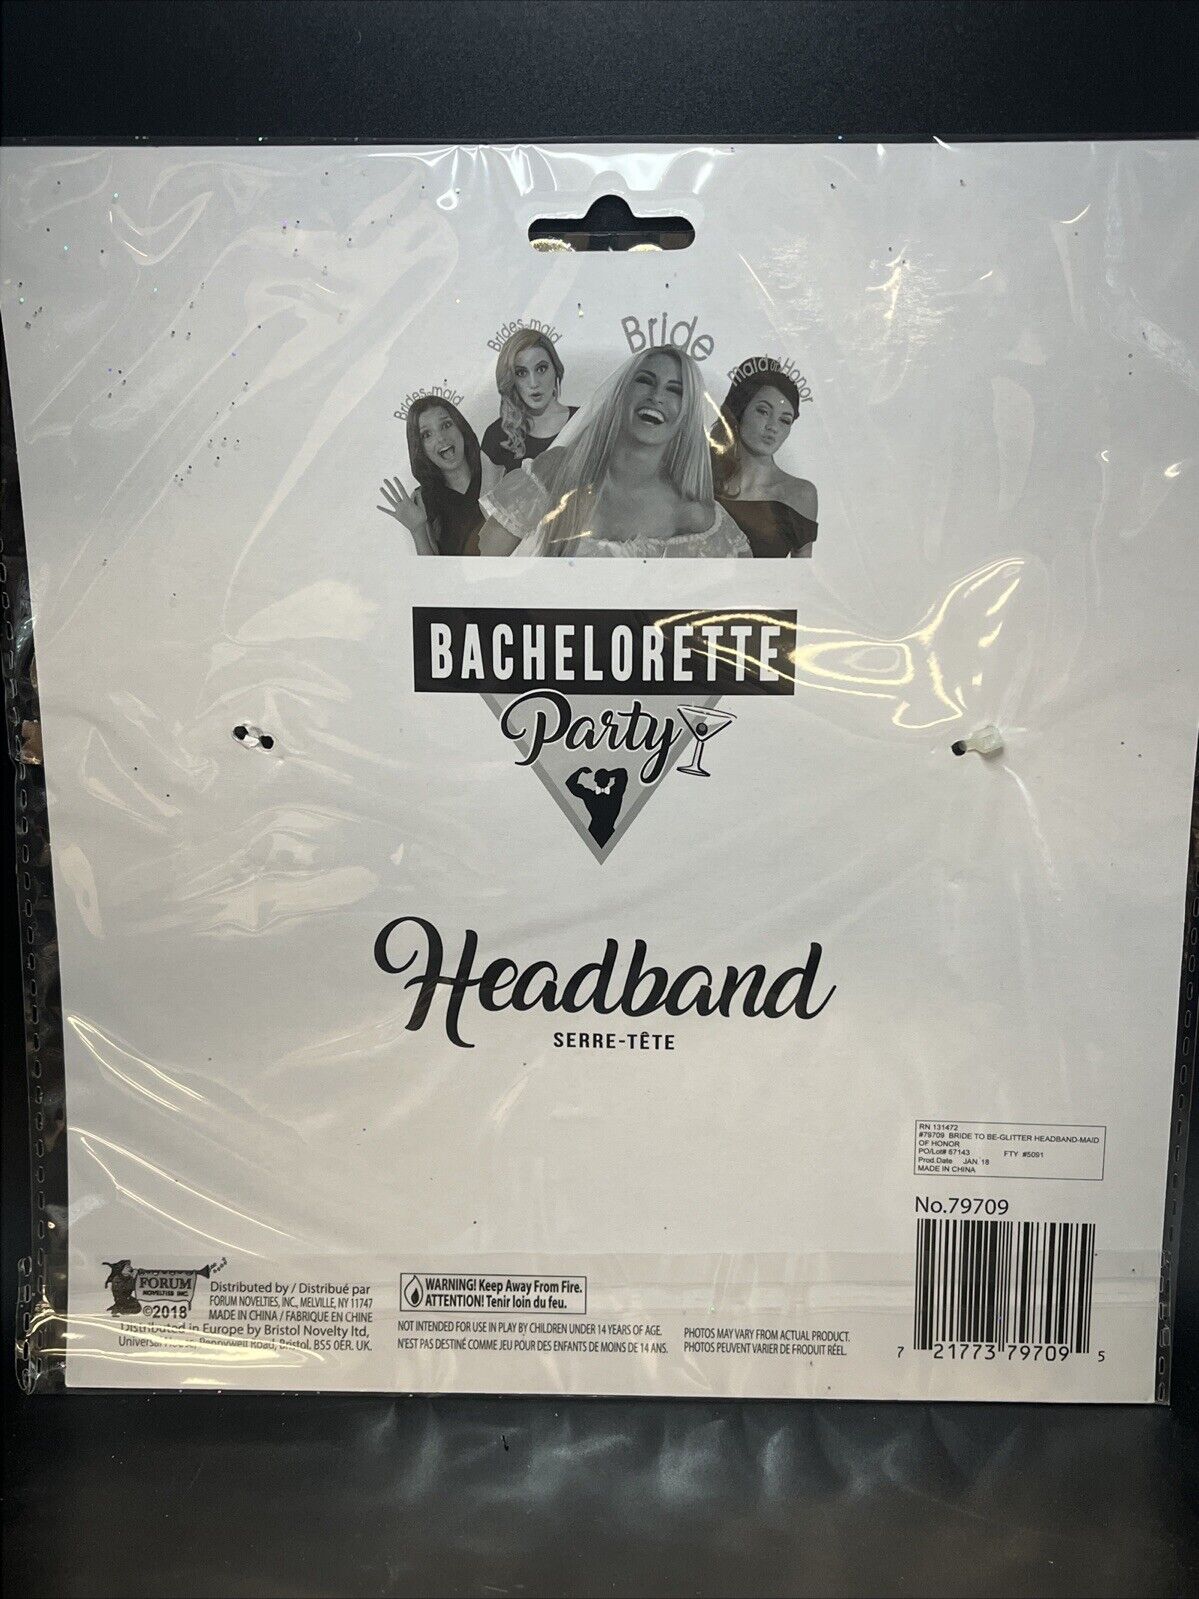 Brides-maid
Brides-maid
Bride
maid of Honor
BACHELORETTE
Party
Headband
SERRE-TÊTE
RN 131472
#79709 BRIDE TO BE-GLITTER HEADBAND-MAID
OF HONOR
PO/Lot# 67143 FTY #5091
Prod.Date JAN. 18
MADE IN CHINA
No.79709
7 21773 79709 5
FORUM
NOVELTIES INC.
©2018
Distributed by / Distribué par
FORUM NOVELTIES, INC., MELVILLE, NY 11747
MADE IN CHINA / FABRIQUE EN CHINE
Distributed in Europe by Bristol Novelty ltd,
Universal House, Pennywell Road, Bristol. BS5 0ER. UK.
WARNING! Keep Away From Fire.
ATTENTION! Tenir loin du feu.
NOT INTENDED FOR USE IN PLAY BY CHILDREN UNDER 14 YEARS OF AGE.
N'EST PAS DESTINÉ COMME JEU POUR DES ENFANTS DE MOINS DE 14 ANS.
PHOTOS MAY VARY FROM ACTUAL PRODUCT.
PHOTOS PEUVENT VARIER DE PRODUIT RÉEL.